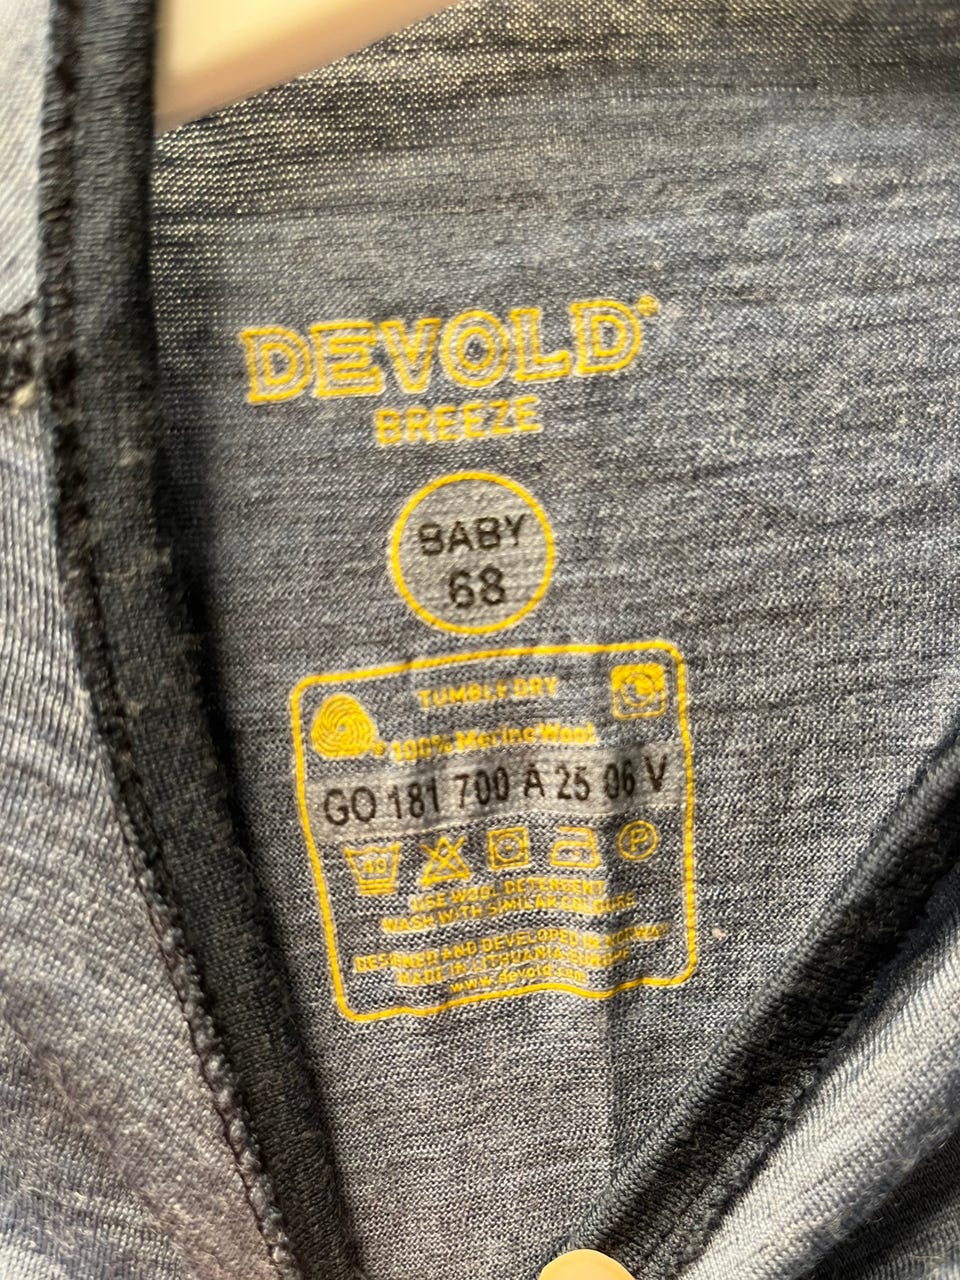 DEVOLD®
BREEZE
BABY
68
TUMBLE DRY
® 100% Merino Wool
GO 181 700 A 25 06 V
40
P
USE WOOL DETERGENT
WASH WITH SIMILAR COLOURS
DESIGNED AND DEVELOPED IN NORWAY
MADE IN LITHUANIA EUROPE
www.devold.com